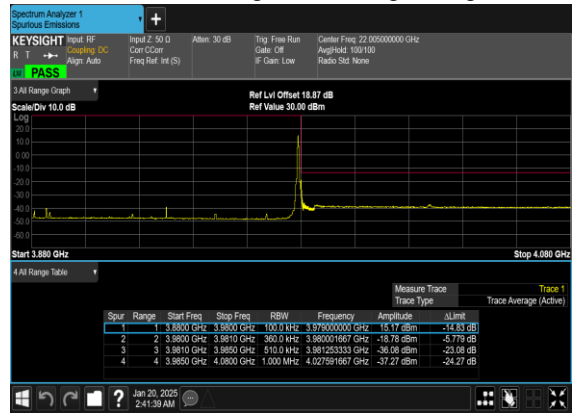 Spectrum Analyzer 1
Spurious Emissions
+
KEYSIGHT Input: RF Input Z: 50 Ω Atten: 30 dB Trig: Free Run Center Freq: 22.005000000 GHz
R T Coupling: DC Corr CCorr Gate: Off Avg|Hold: 100/100
Align: Auto Freq Ref: Int (S) IF Gain: Low Radio Std: None
PASS
3 All Range Graph
Ref Lvl Offset 18.87 dB
Scale/Div 10.0 dB Ref Value 30.00 dBm
Log
20.0
10.0
0.00
-10.0
-20.0
-30.0
-40.0
-50.0
-60.0
Start 3.880 GHz Stop 4.080 GHz
4 All Range Table
Measure Trace Trace 1
Trace Type Trace Average (Active)
Spur Range Start Freq Stop Freq RBW Frequency Amplitude ΔLimit
1 1 3.8800 GHz 3.9800 GHz 100.0 kHz 3.979000000 GHz 15.17 dBm -14.83 dB
2 2 3.9800 GHz 3.9810 GHz 360.0 kHz 3.980001667 GHz -18.78 dBm -5.779 dB
3 3 3.9810 GHz 3.9850 GHz 510.0 kHz 3.981253333 GHz -36.08 dBm -23.08 dB
4 4 3.9850 GHz 4.0800 GHz 1.000 MHz 4.027591667 GHz -37.27 dBm -24.27 dB
? Jan 20, 2025
2:41:39 AM